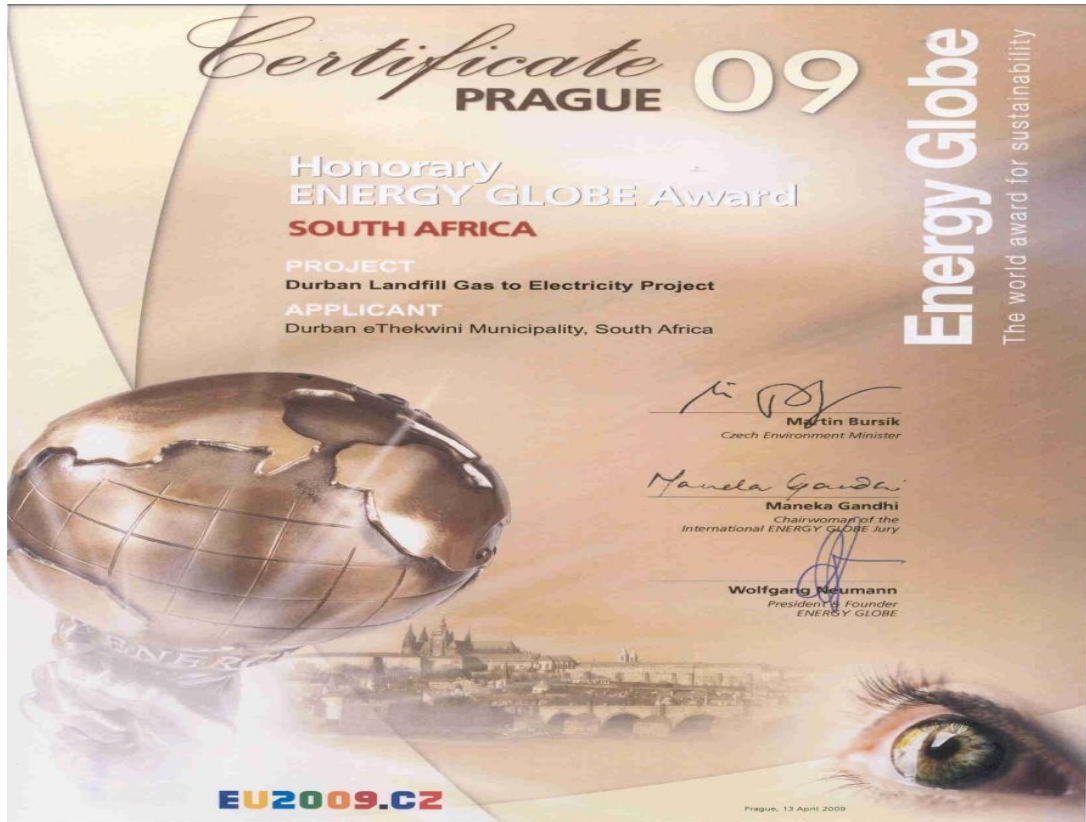 Certificate
PRAGUE 09
Honorary
ENERGY GLOBE Award
SOUTH AFRICA
PROJECT
Durban Landfill Gas to Electricity Project
APPLICANT
Durban eThekwini Municipality, South Africa
Energy Globe
The world award for sustainability
Martin Bursík
Czech Environment Minister
Maneka Gandhi
Maneka Gandhi
Chairwoman of the
International ENERGY GLOBE Jury
Wolfgang Neumann
President & Founder
ENERGY GLOBE
ENERG
EU2009.CZ
Prague, 13 April 2009